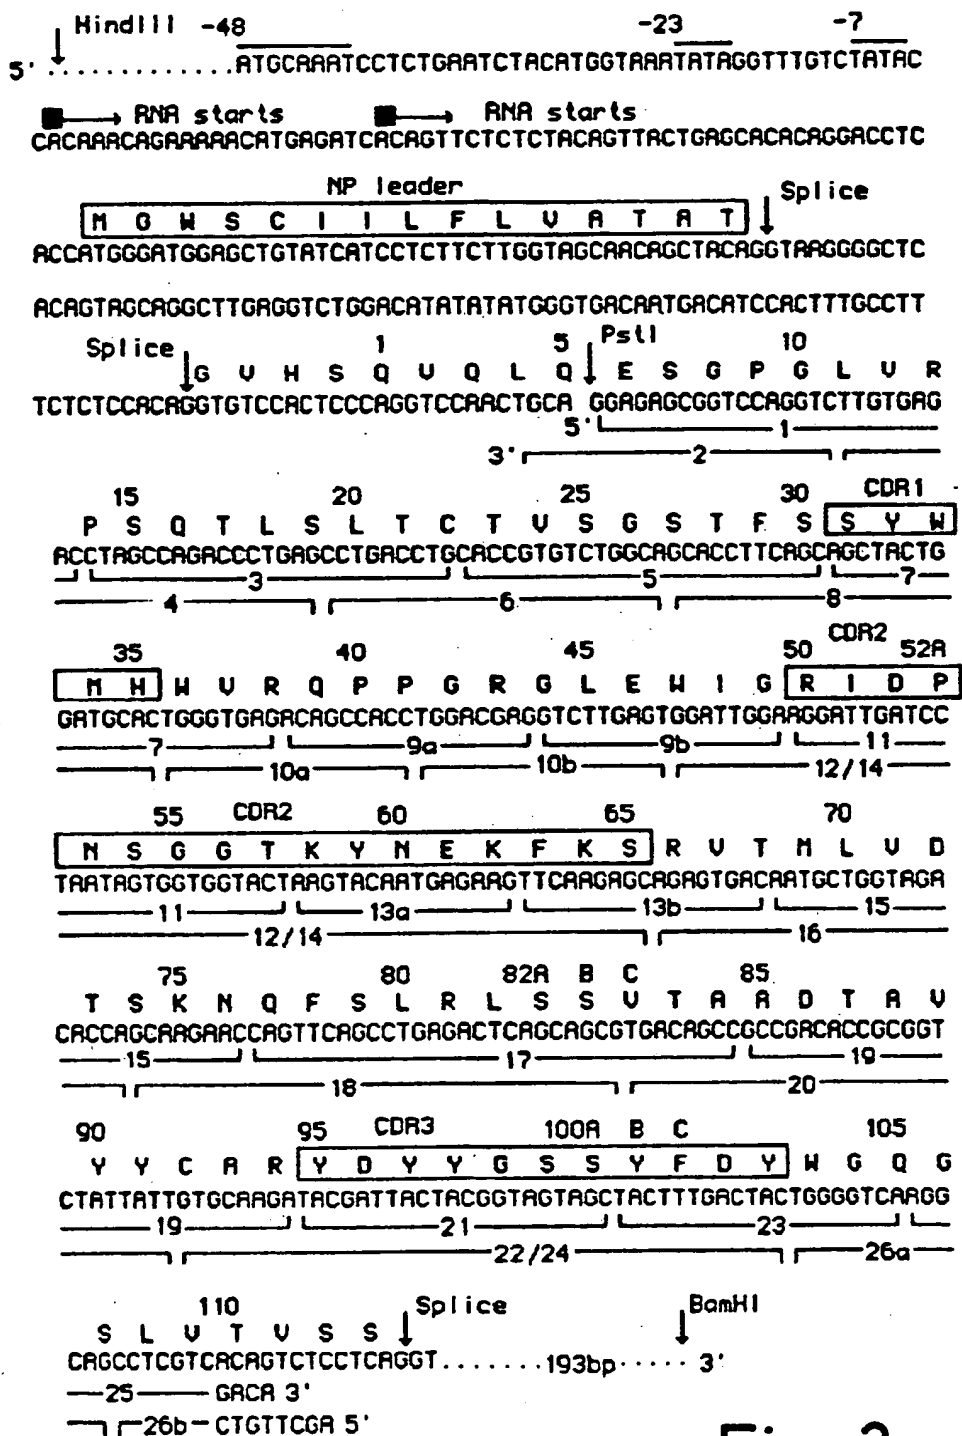 HindIII -48 -23 -7
5' .............ATGCAAATCCTCTGAATCTACATGGTAAATATAGGTTTGTCTATAC
RNA starts RNA starts
CACAAACAGAAAAACATGAGATCACAGTTCTCTCTACAGTTACTGAGCACACAGGACCTC
NP leader Splice
M G W S C I I L F L V A T A T
ACCATGGGATGGAGCTGTATCATCCTCTTCTTGGTAGCAACAGCTACAGGTAAGGGGCTC
ACAGTAGCAGGCTTGAGGTCTGGACATATATATGGGTGACAATGACATCCACTTTGCCTT
Splice 1 5 PstI 10
G V H S Q V Q L Q E S G P G L V R
TCTCTCCACAGGTGTCCACTCCCAGGTCCAACTGCA GGAGAGCGGTCCAGGTCTTGTGAG
5' 1
3' 2
15 20 25 30 CDR1
P S Q T L S L T C T V S G S T F S S Y W
ACCTAGCCAGACCCTGAGCCTGACCTGCACCGTGTCTGGCAGCACCTTCAGCAGCTACTG
3 5 7
4 6 8
35 40 45 50 CDR2 52A
M H W V R Q P P G R G L E W I G R I D P
GATGCACTGGGTGAGACAGCCACCTGGACGAGGTCTTGAGTGGATTGGAAGGATTGATCC
7 9a 9b 11
10a 10b 12/14
55 CDR2 60 65 70
N S G G T K Y N E K F K S R V T M L V D
TAATAGTGGTGGTACTAAGTACAATGAGAAGTTCAAGAGCAGAGTGACAATGCTGGTAGA
11 13a 13b 15
12/14 16
75 80 82A B C 85
T S K N Q F S L R L S S V T A A D T A V
CACCAGCAAGAACCAGTTCAGCCTGAGACTCAGCAGCGTGACAGCCGCCGACACCGCGGT
15 17 19
18 20
90 95 CDR3 100A B C 105
Y Y C A R Y D Y Y G S S Y F D Y W G Q G
CTATTATTGTGCAAGATACGATTACTACGGTAGTAGCTACTTTGACTACTGGGGTCAAGG
19 21 23
22/24 26a
110 Splice BamHI
S L V T V S S
CAGCCTCGTCACAGTCTCCTCAGGT.......193bp..... 3'
25 GACA 3'
26b CTGTTCGA 5'